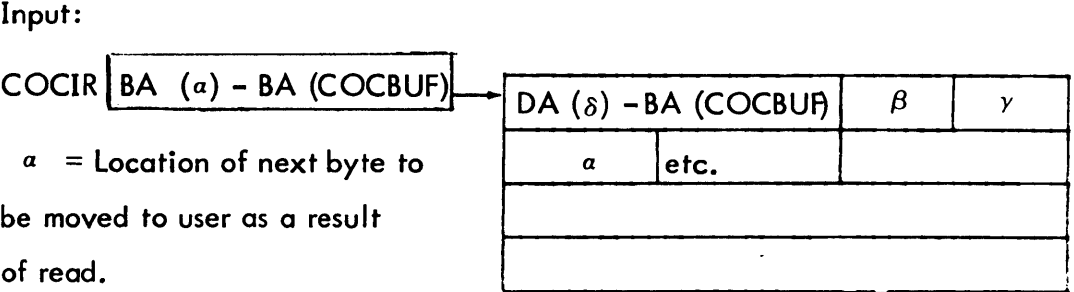 Input:
COCIR BA (α) - BA (COCBUF)
DA (δ) - BA (COCBUF) β γ
α = Location of next byte to
α etc.
be moved to user as a result
of read.